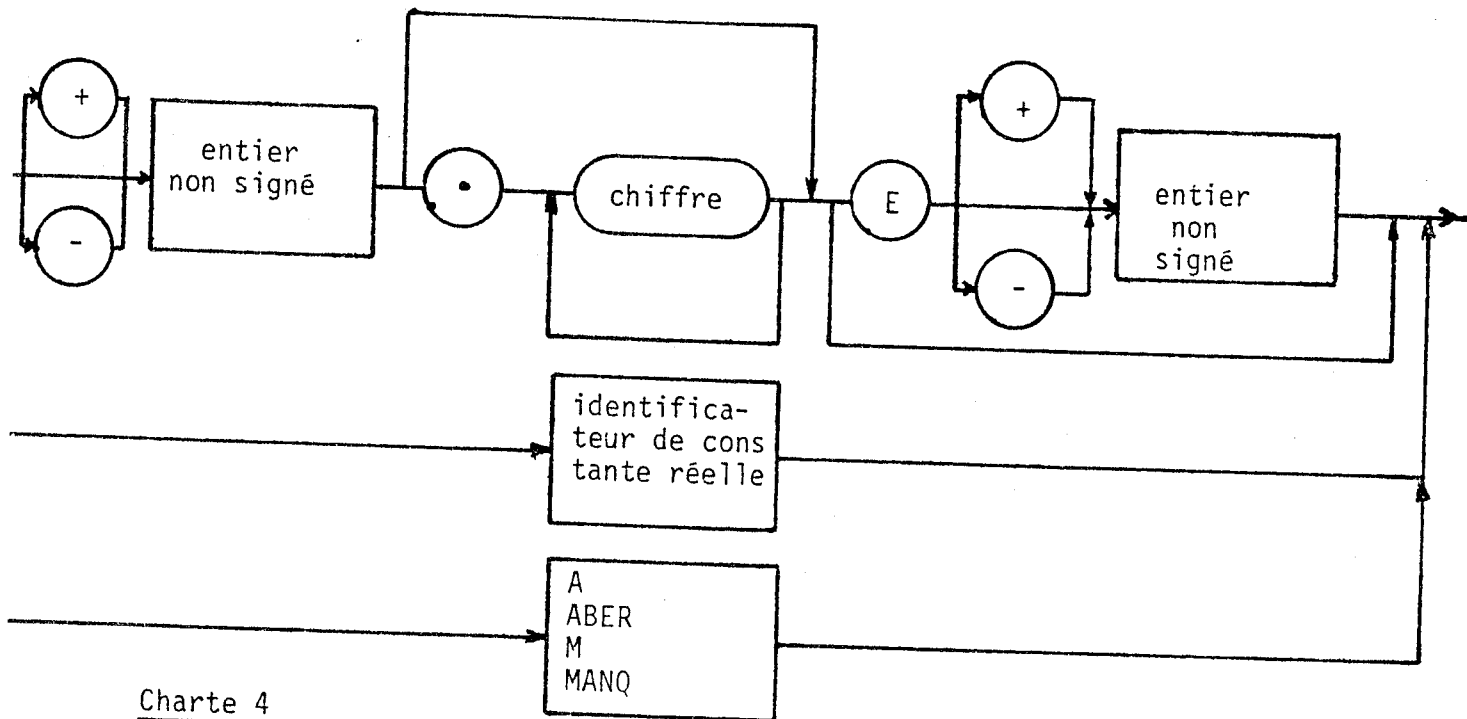 +
-
entier
non signé
.
chiffre
E
+
-
entier
non
signé
identifica-
teur de cons
tante réelle
A
ABER
M
MANQ
Charte 4